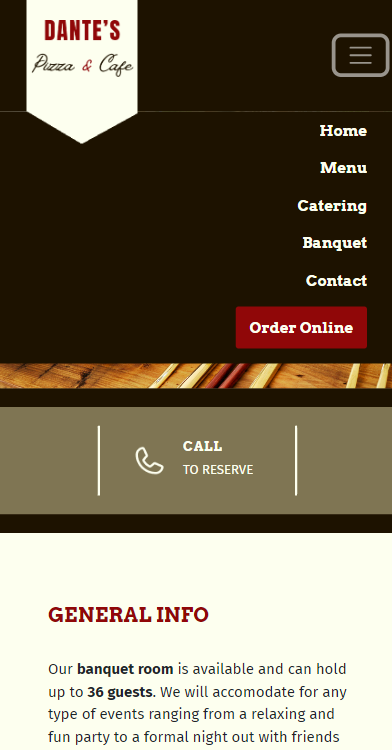 DANTE'S
Pizza & Cafe
Home
Menu
Catering
Banquet
Contact
Order Online
CALL
TO RESERVE
GENERAL INFO
Our banquet room is available and can hold
up to 36 guests. We will accomodate for any
type of events ranging from a relaxing and
fun party to a formal night out with friends